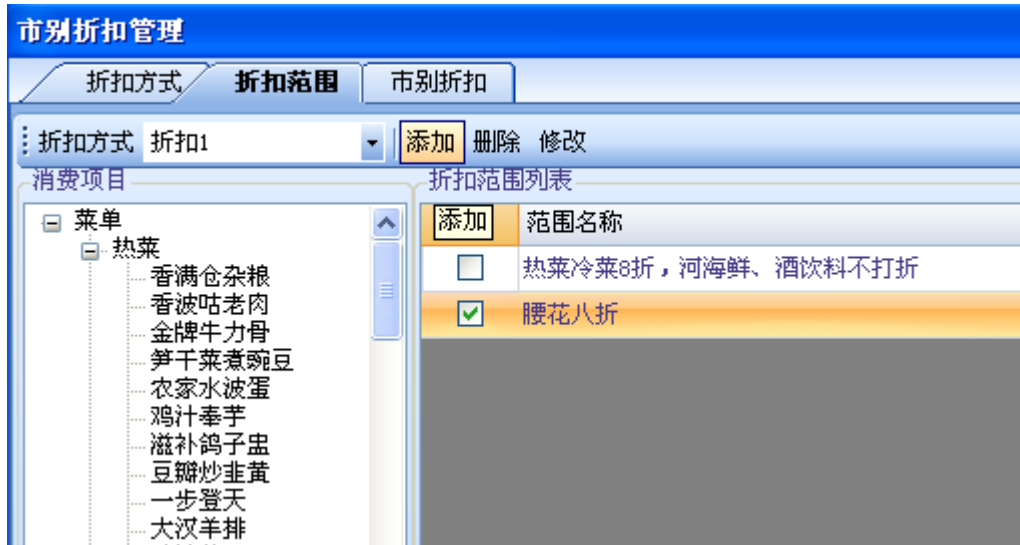 市别折扣管理
折扣方式 折扣范围 市别折扣
折扣方式 折扣1 添加 删除 修改
消费项目 折扣范围列表
菜单
热菜
香满仓杂粮
香波咕老肉
金牌牛力骨
笋干菜煮豌豆
农家水波蛋
鸡汁奉芋
滋补鸽子盅
豆瓣炒韭黄
一步登天
大汉羊排
添加 范围名称
热菜冷菜8折，河海鲜、酒饮料不打折
腰花八折